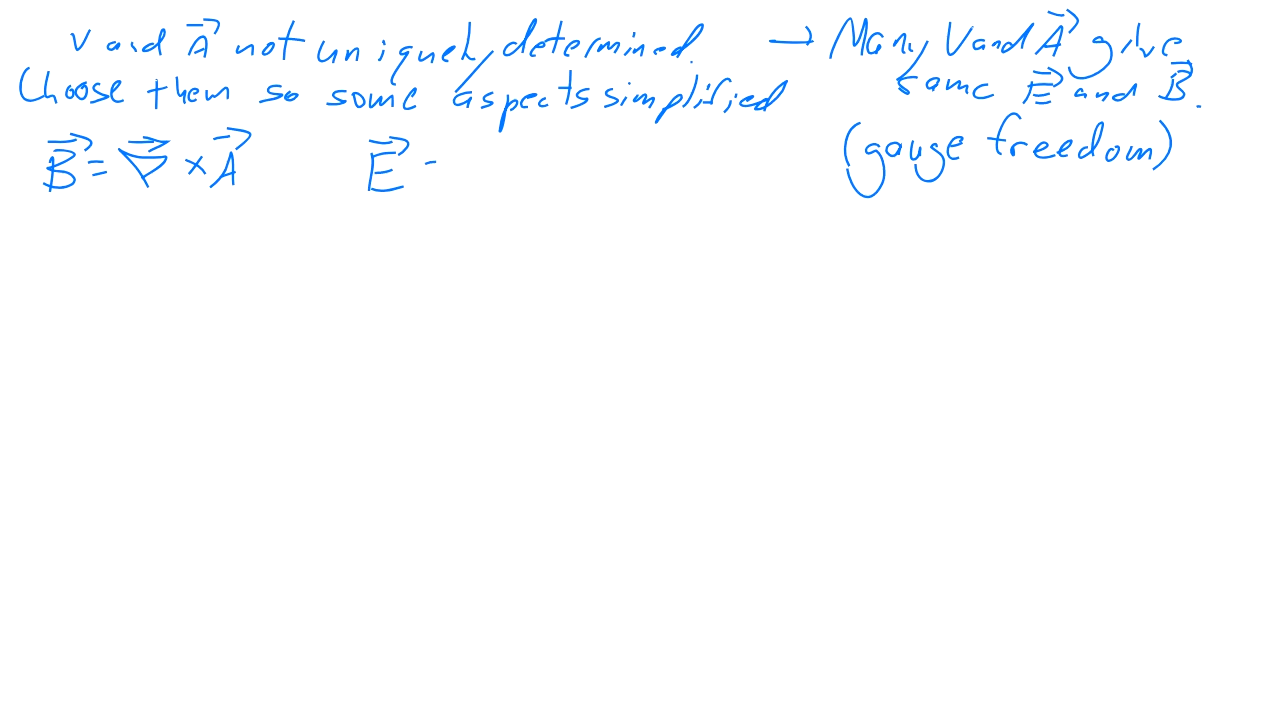 V and A⃗ not uniquely determined. → Many V and A⃗ give
Choose them so some aspects simplified same E⃗ and B⃗.
B⃗ = ∇⃗ × A⃗ E⃗ - (gauge freedom)